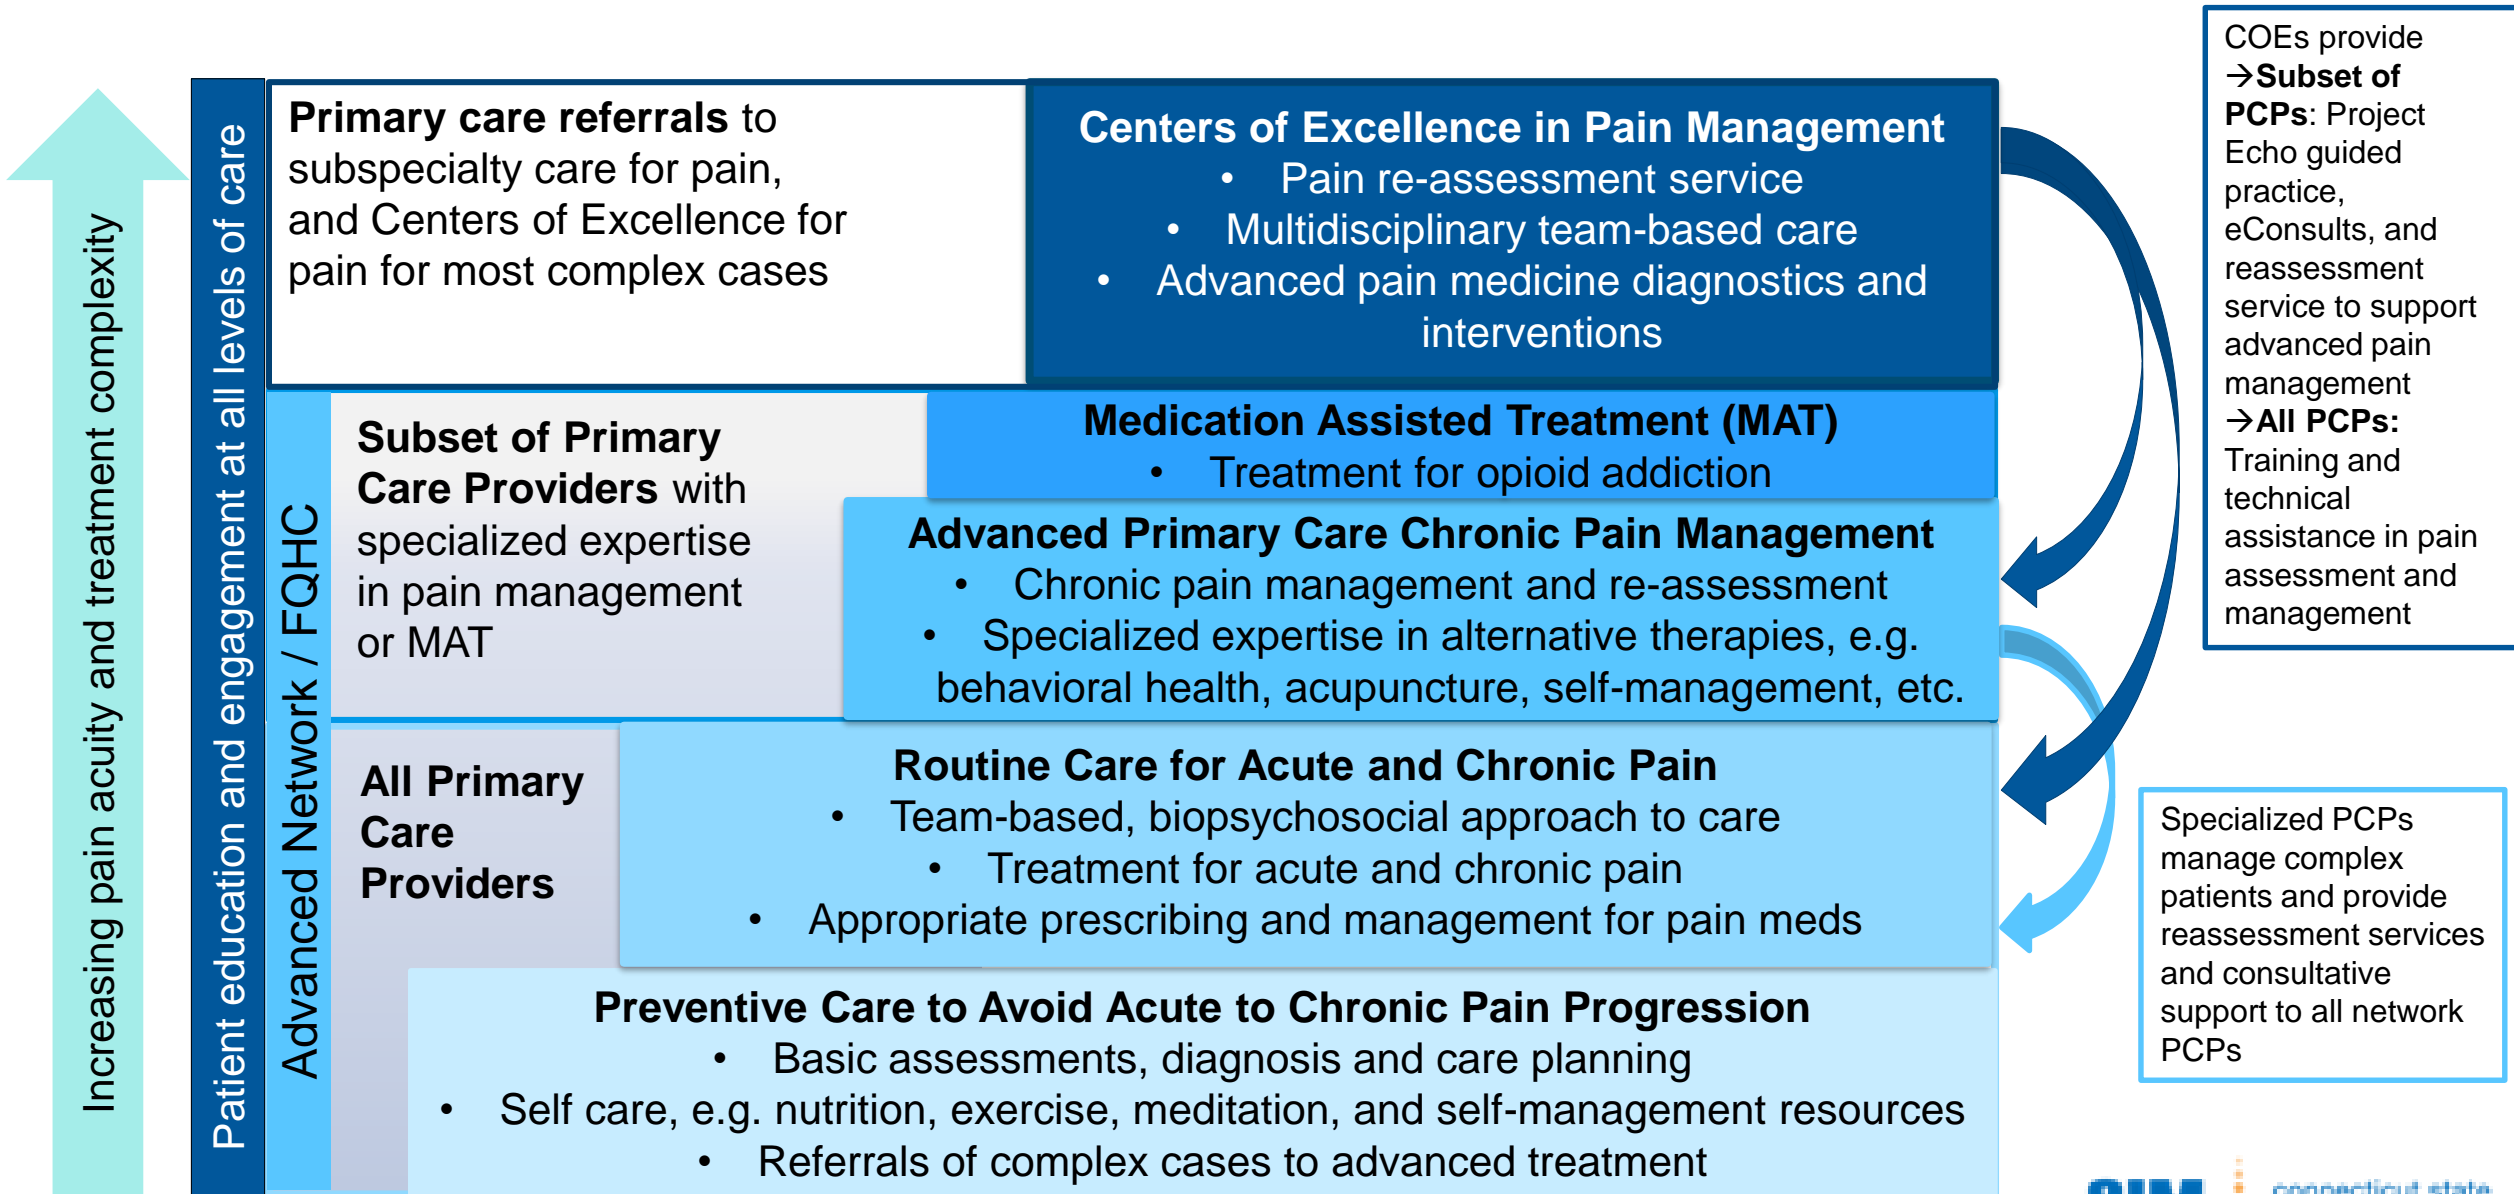 Increasing pain acuity and treatment complexity
Patient education and engagement at all levels of care
Primary care referrals to
subspecialty care for pain,
and Centers of Excellence for
pain for most complex cases
Centers of Excellence in Pain Management
• Pain re-assessment service
• Multidisciplinary team-based care
• Advanced pain medicine diagnostics and
interventions
Advanced Network / FQHC
Subset of Primary
Care Providers with
specialized expertise
in pain management
or MAT
Medication Assisted Treatment (MAT)
• Treatment for opioid addiction
Advanced Primary Care Chronic Pain Management
• Chronic pain management and re-assessment
• Specialized expertise in alternative therapies, e.g.
behavioral health, acupuncture, self-management, etc.
All Primary
Care
Providers
Routine Care for Acute and Chronic Pain
• Team-based, biopsychosocial approach to care
• Treatment for acute and chronic pain
• Appropriate prescribing and management for pain meds
Preventive Care to Avoid Acute to Chronic Pain Progression
• Basic assessments, diagnosis and care planning
• Self care, e.g. nutrition, exercise, meditation, and self-management resources
• Referrals of complex cases to advanced treatment
COEs provide
→Subset of
PCPs: Project
Echo guided
practice,
eConsults, and
reassessment
service to support
advanced pain
management
→All PCPs:
Training and
technical
assistance in pain
assessment and
management
Specialized PCPs
manage complex
patients and provide
reassessment services
and consultative
support to all network
PCPs
SIM
connecticut state